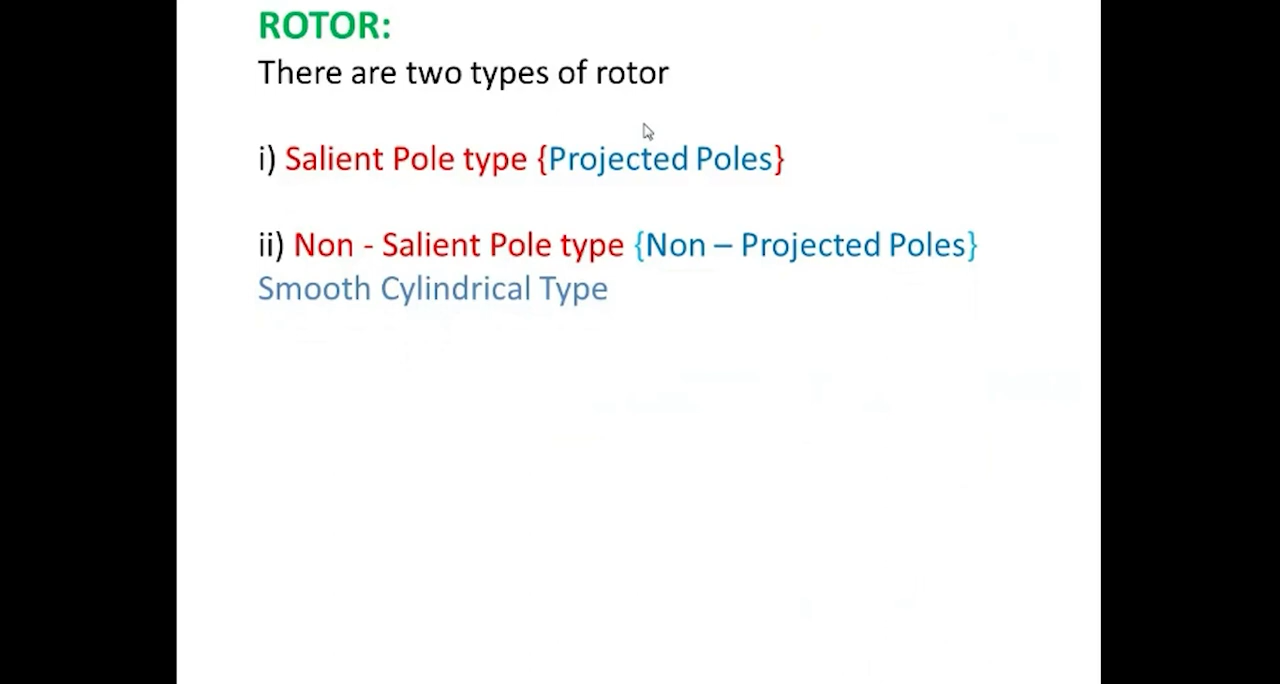 ROTOR:
There are two types of rotor
i) Salient Pole type {Projected Poles}
ii) Non - Salient Pole type {Non – Projected Poles}
Smooth Cylindrical Type